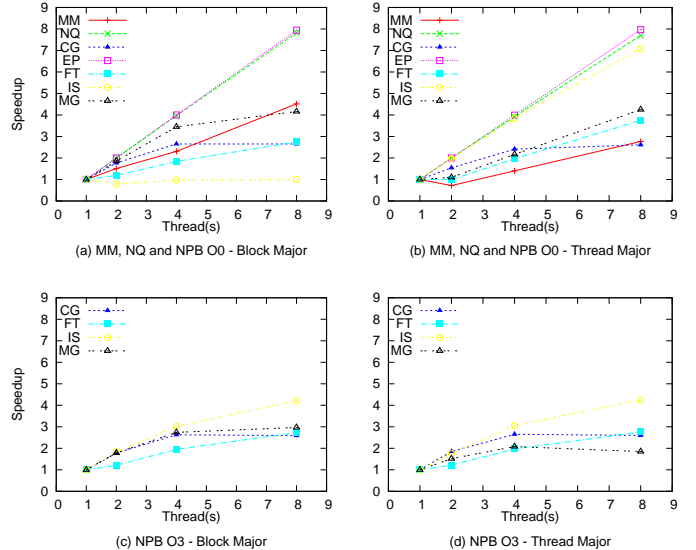 9
8
7
6
5
4
3
2
1
0
Speedup
MM
NQ
CG
EP
FT
IS
MG
0 1 2 3 4 5 6 7 8 9
Thread(s)
(a) MM, NQ and NPB O0 - Block Major
9
8
7
6
5
4
3
2
1
0
MM
NQ
CG
EP
FT
IS
MG
0 1 2 3 4 5 6 7 8 9
Thread(s)
(b) MM, NQ and NPB O0 - Thread Major
9
8
7
6
5
4
3
2
1
0
Speedup
CG
FT
IS
MG
0 1 2 3 4 5 6 7 8 9
Thread(s)
(c) NPB O3 - Block Major
9
8
7
6
5
4
3
2
1
0
CG
FT
IS
MG
0 1 2 3 4 5 6 7 8 9
Thread(s)
(d) NPB O3 - Thread Major